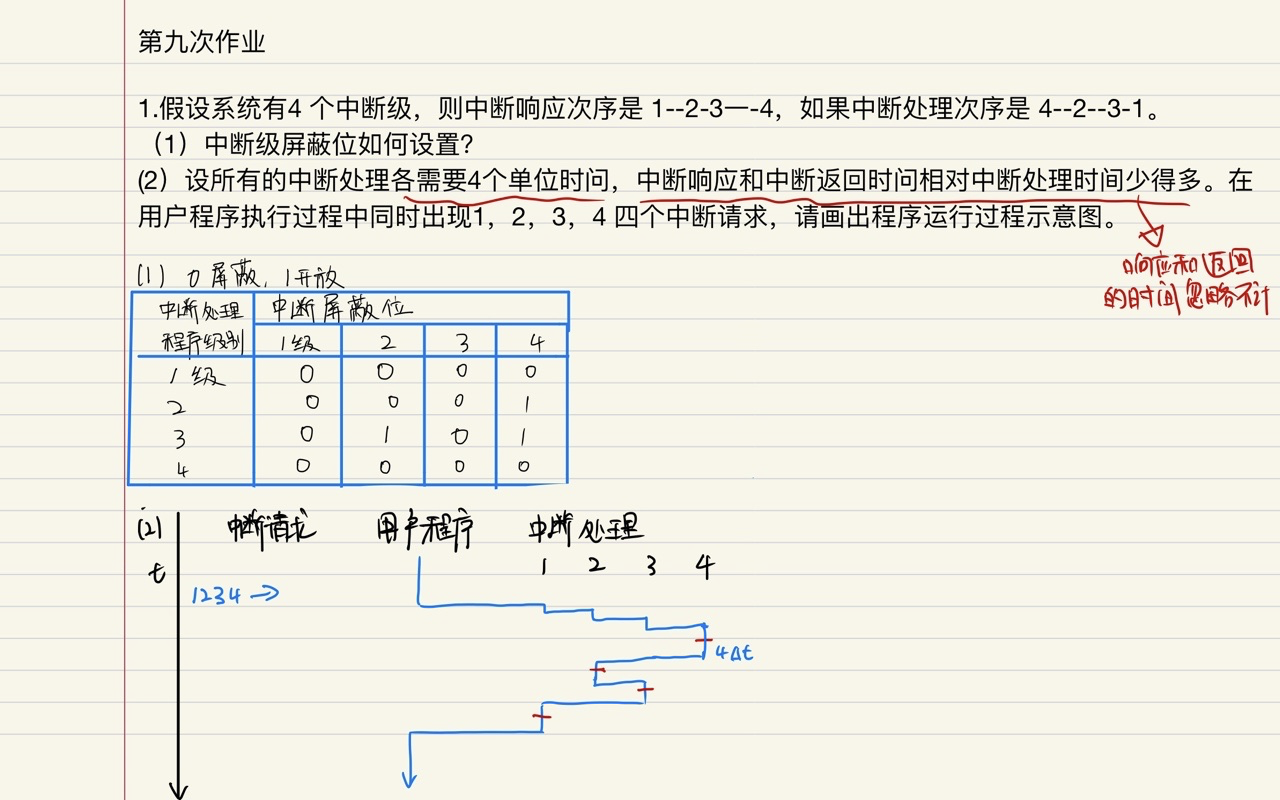 第九次作业
1.假设系统有4 个中断级，则中断响应次序是 1--2-3一-4，如果中断处理次序是 4--2--3-1。
（1）中断级屏蔽位如何设置？
(2）设所有的中断处理各需要4个单位时问，中断响应和中断返回时问相对中断处理时间少得多。在
用户程序执行过程中同时出现1，2，3，4 四个中断请求，请画出程序运行过程示意图。
响应和返回
的时间忽略不计
(1) 0屏蔽，1开放
中断处理 中断屏蔽位
程序级别 1级 2 3 4
1级 0 0 0 0
2 0 0 0 1
3 0 1 0 1
4 0 0 0 0
(2) 中断请求 用户程序 中断处理
t 1 2 3 4
1234 →
4Δt